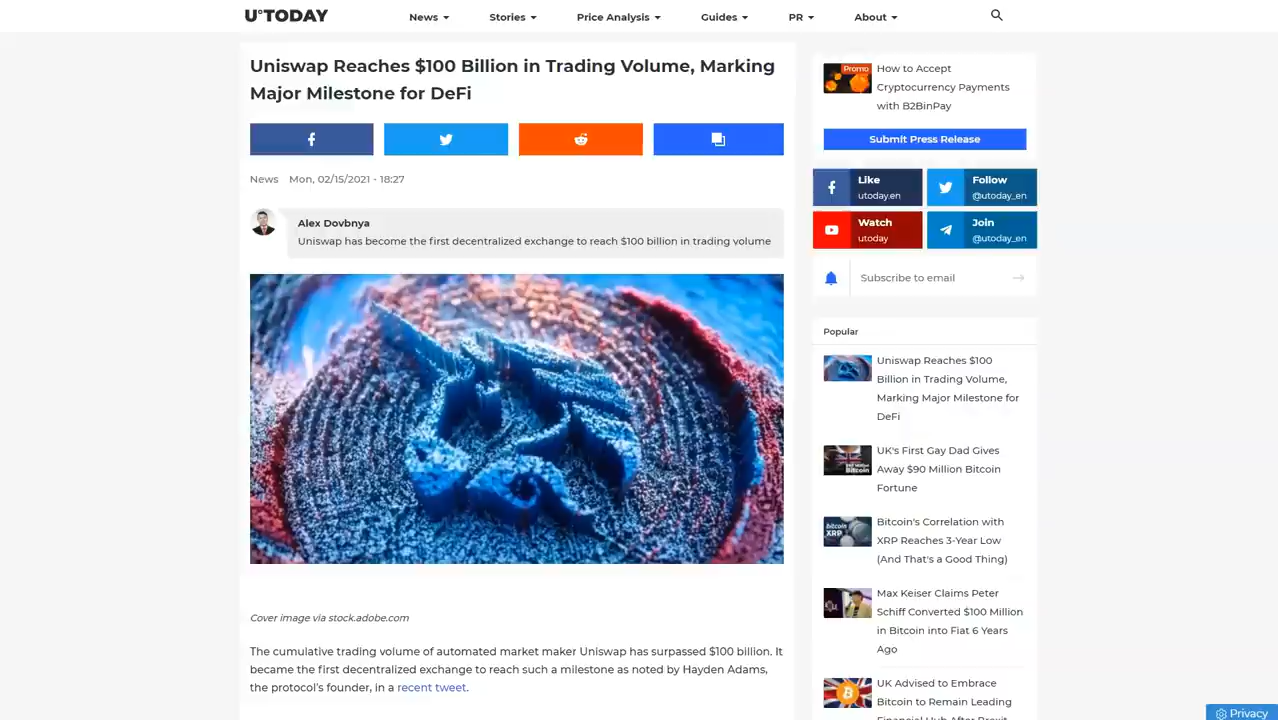 U°TODAY
News
Stories
Price Analysis
Guides
PR
About
Uniswap Reaches $100 Billion in Trading Volume, Marking
Major Milestone for DeFi
News Mon, 02/15/2021 - 18:27
Alex Dovbnya
Uniswap has become the first decentralized exchange to reach $100 billion in trading volume
Cover image via stock.adobe.com
The cumulative trading volume of automated market maker Uniswap has surpassed $100 billion. It
became the first decentralized exchange to reach such a milestone as noted by Hayden Adams,
the protocol's founder, in a recent tweet.
Promo
How to Accept
Cryptocurrency Payments
with B2BinPay
Submit Press Release
Like
utoday.en
Follow
@utoday_en
Watch
utoday
Join
@utoday_en
Subscribe to email
Popular
Uniswap Reaches $100
Billion in Trading Volume,
Marking Major Milestone for
DeFi
UK's First Gay Dad Gives
Away $90 Million Bitcoin
Fortune
bitcoin
XRP
Bitcoin's Correlation with
XRP Reaches 3-Year Low
(And That's a Good Thing)
Max Keiser Claims Peter
Schiff Converted $100 Million
in Bitcoin into Fiat 6 Years
Ago
UK Advised to Embrace
Bitcoin to Remain Leading
Financial Hub After Brexit
Privacy